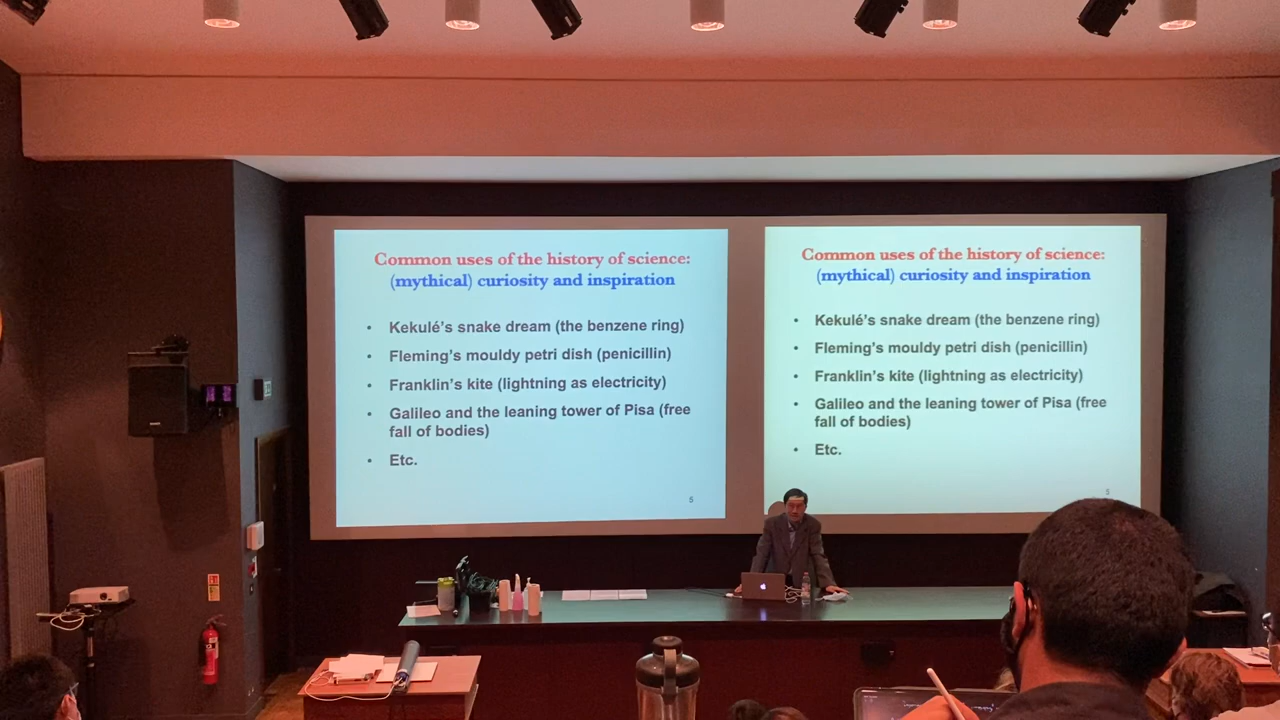 Common uses of the history of science:
(mythical) curiosity and inspiration
• Kekulé's snake dream (the benzene ring)
• Fleming's mouldy petri dish (penicillin)
• Franklin's kite (lightning as electricity)
• Galileo and the leaning tower of Pisa (free
fall of bodies)
• Etc.
5
Common uses of the history of science:
(mythical) curiosity and inspiration
• Kekulé's snake dream (the benzene ring)
• Fleming's mouldy petri dish (penicillin)
• Franklin's kite (lightning as electricity)
• Galileo and the leaning tower of Pisa (free
fall of bodies)
• Etc.
5